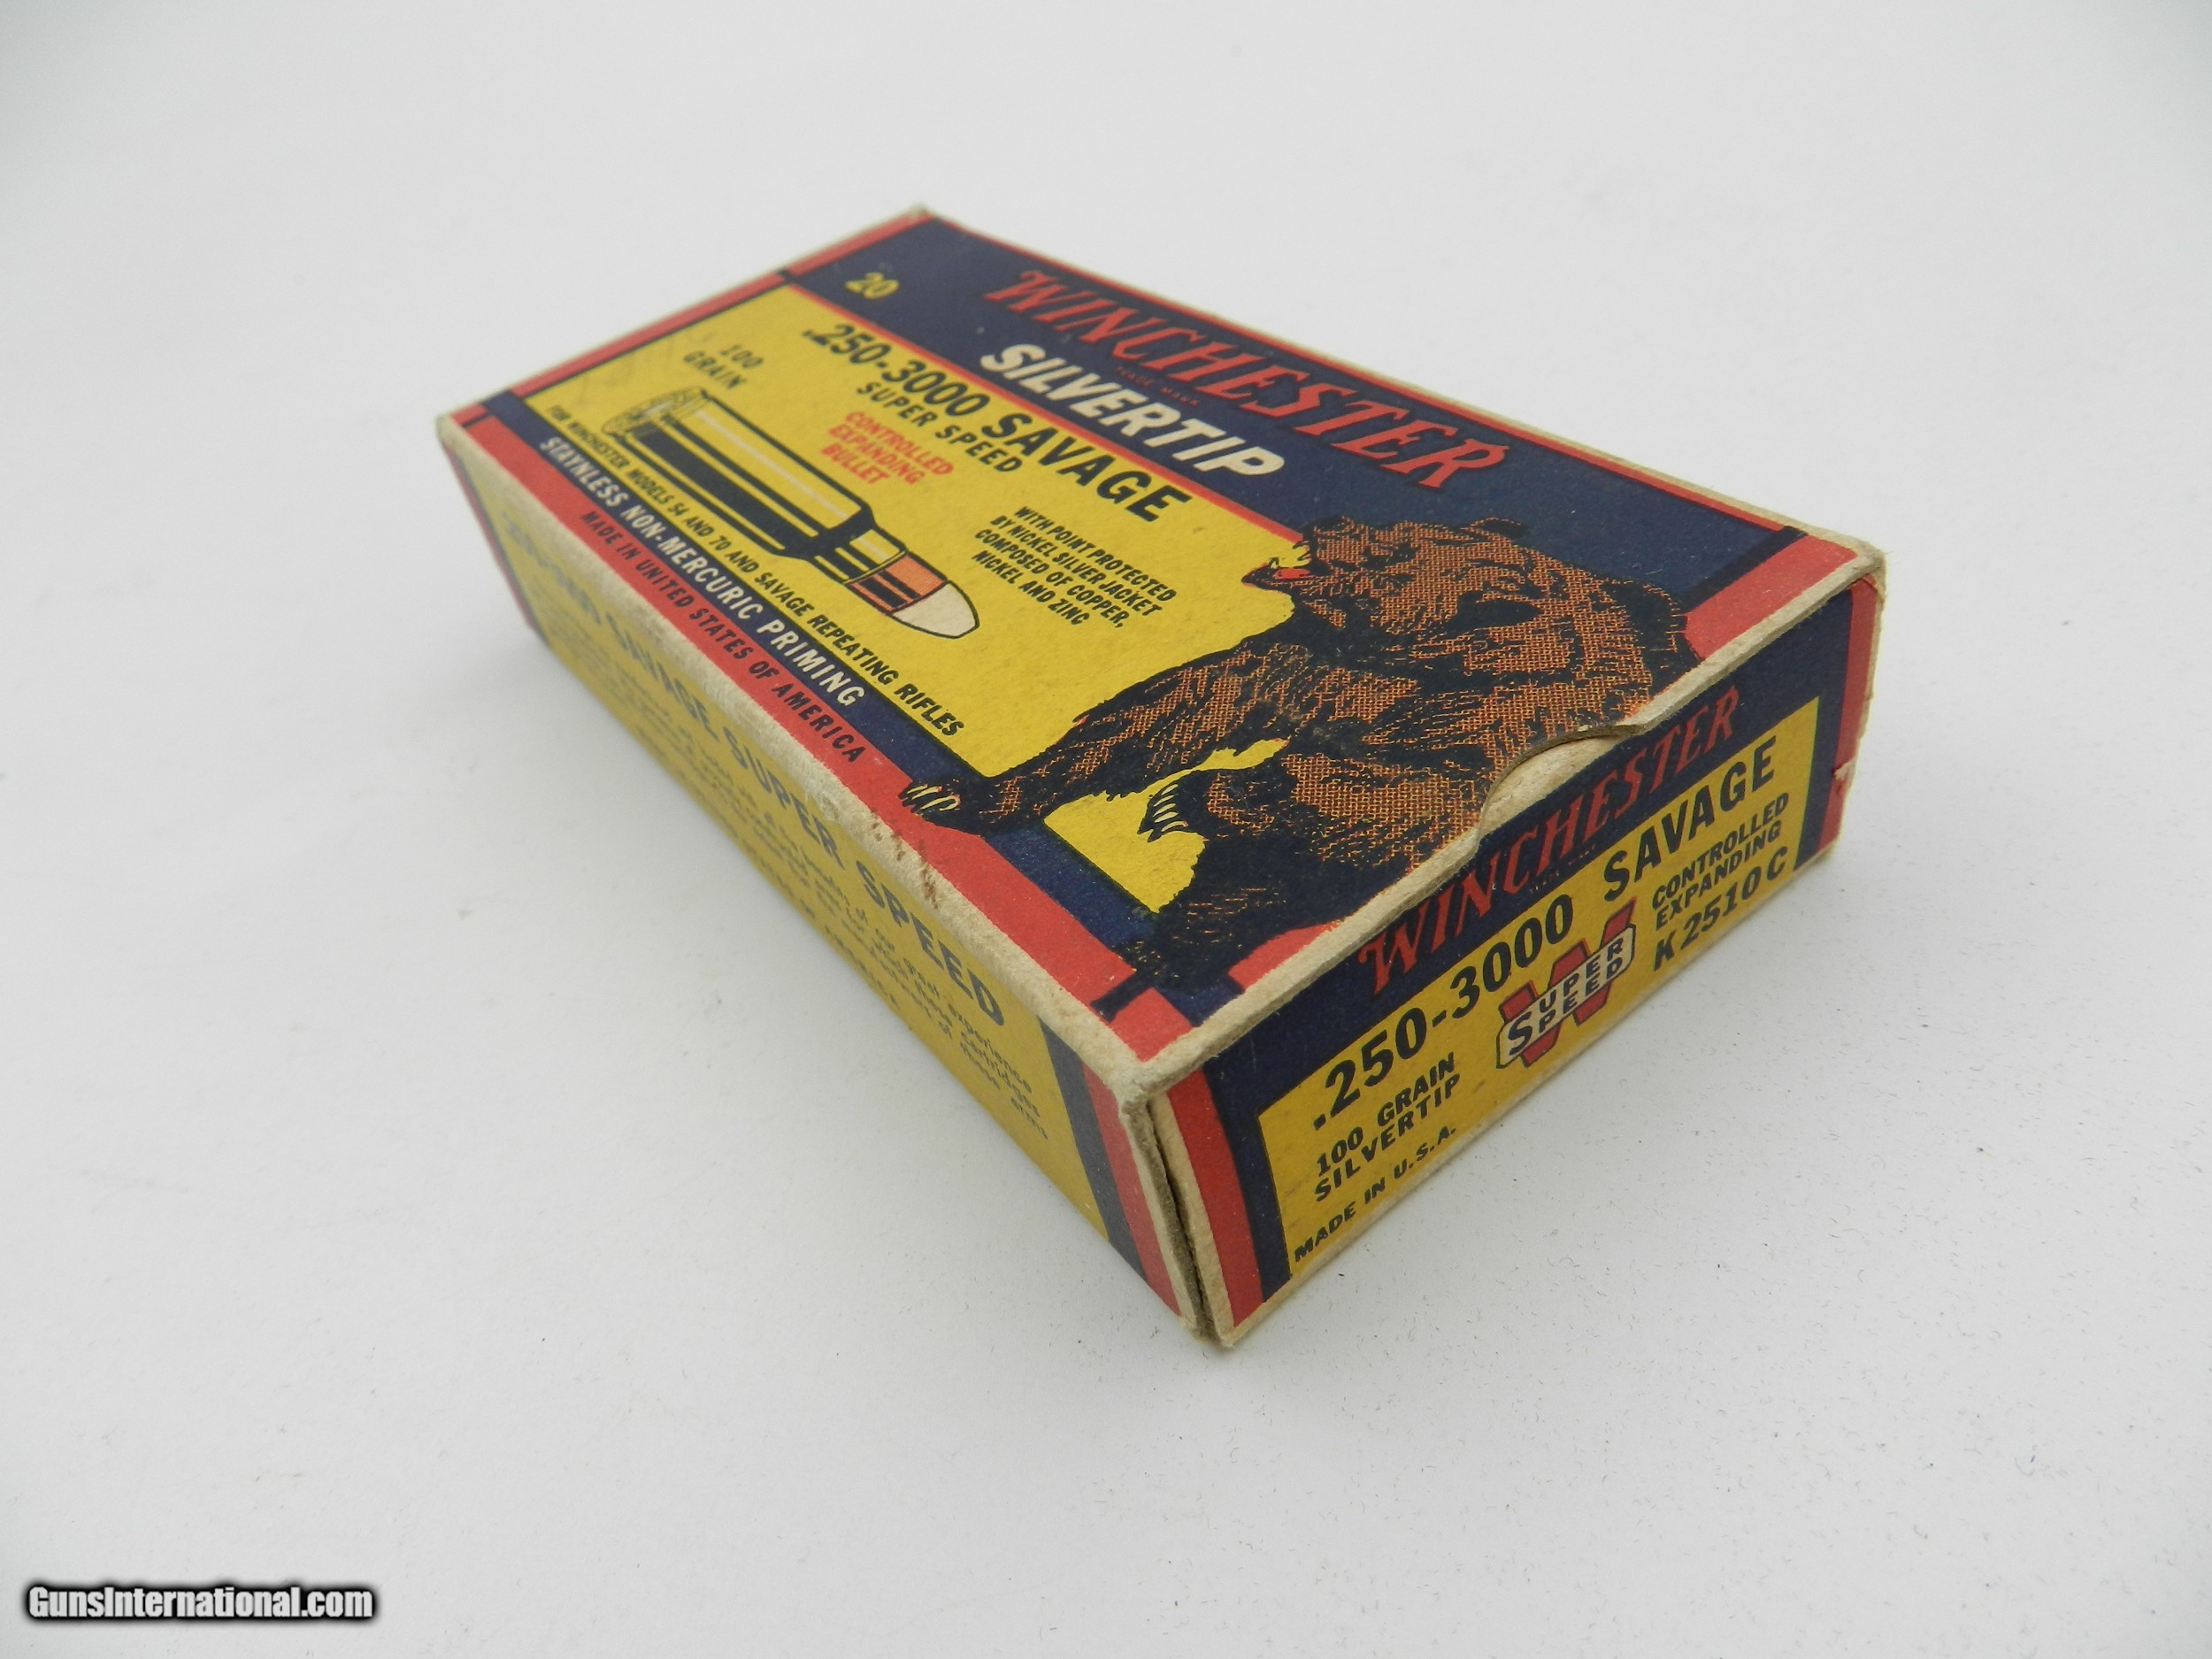 20
WINCHESTER
TRADE MARK
SILVERTIP
.250-3000 SAVAGE
SUPER SPEED
100
GRAIN
CONTROLLED
EXPANDING
BULLET
WITH POINT PROTECTED
BY NICKEL SILVER JACKET
COMPOSED OF COPPER,
NICKEL AND ZINC
FOR WINCHESTER MODELS 54 AND 70 AND SAVAGE REPEATING RIFLES
STAYNLESS NON-MERCURIC PRIMING
MADE IN UNITED STATES OF AMERICA
SAVAGE SUPER SPEED
WINCHESTER
.250-3000 SAVAGE
100 GRAIN
SILVERTIP
SUPER
SPEED
CONTROLLED
EXPANDING
K2510C
MADE IN U.S.A.
GunsInternational.com